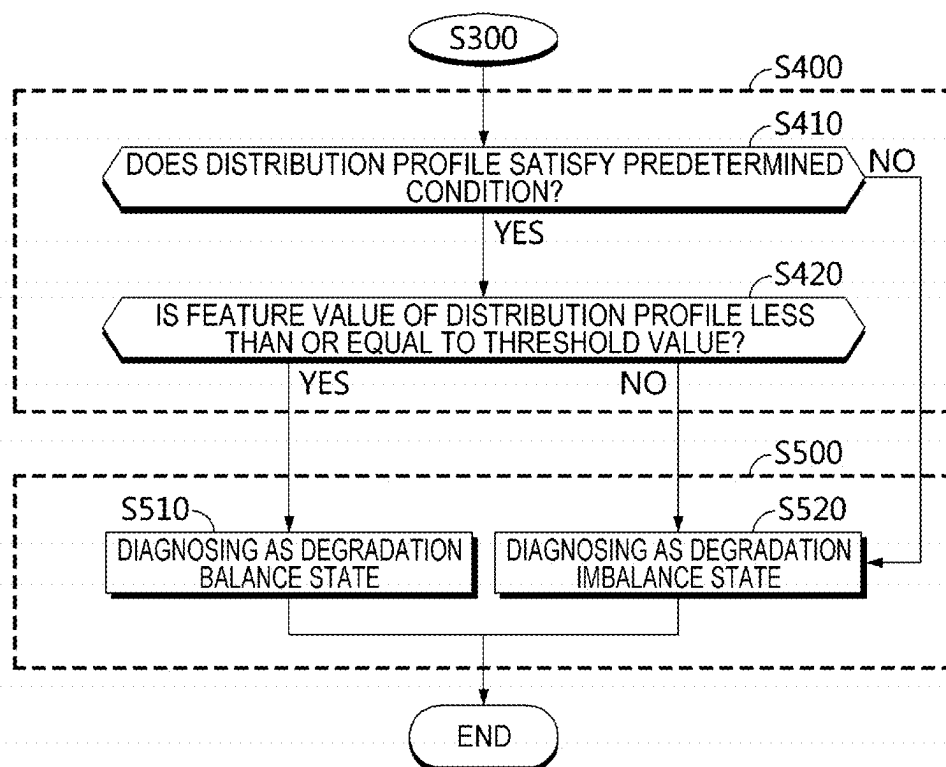 S300
S400
S410
DOES DISTRIBUTION PROFILE SATISFY PREDETERMINED
CONDITION?
NO
YES
S420
IS FEATURE VALUE OF DISTRIBUTION PROFILE LESS
THAN OR EQUAL TO THRESHOLD VALUE?
YES
NO
S500
S510
S520
DIAGNOSING AS DEGRADATION
BALANCE STATE
DIAGNOSING AS DEGRADATION
IMBALANCE STATE
END